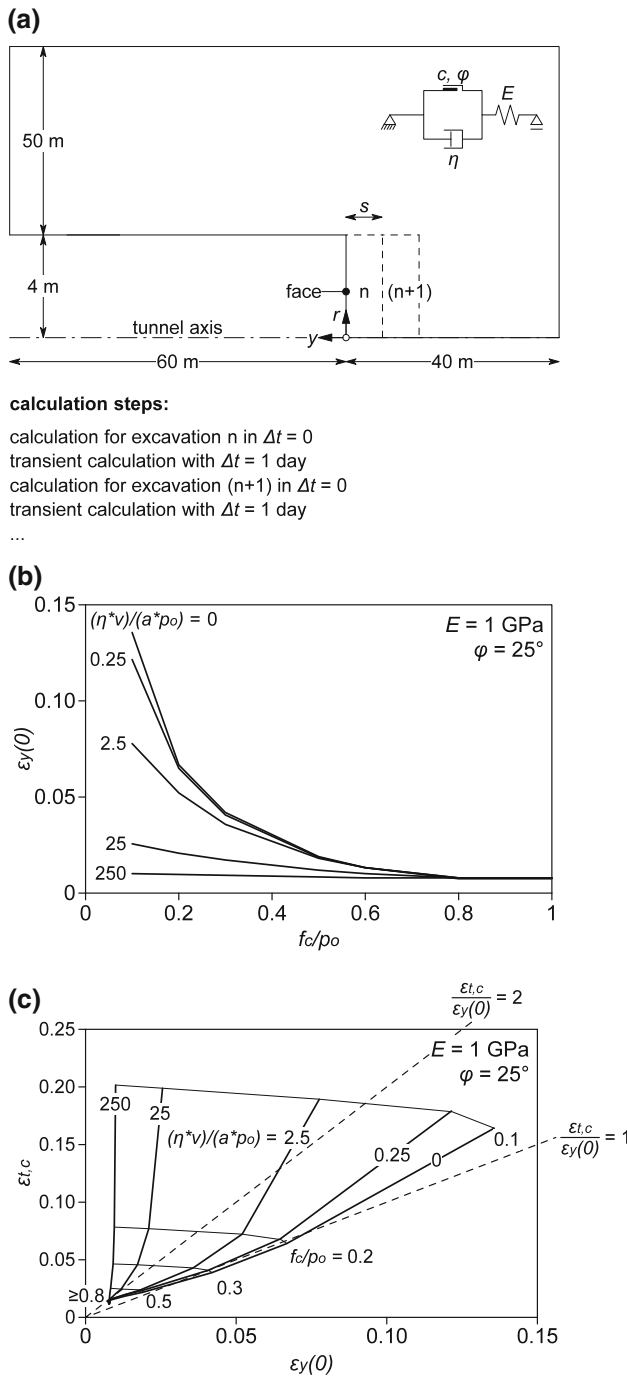 (a)
c, φ
E
η
50 m
4 m
s
face
n
(n+1)
r
tunnel axis
y
60 m
40 m
calculation steps:
calculation for excavation n in Δt = 0
transient calculation with Δt = 1 day
calculation for excavation (n+1) in Δt = 0
transient calculation with Δt = 1 day
...
(b)
0.15
(η*v)/(a*po) = 0
E = 1 GPa
φ = 25°
0.25
0.10
2.5
εy(0)
0.05
25
250
0
0 0.2 0.4 0.6 0.8 1
fc/po
(c)
εt,c/εy(0) = 2
0.25
E = 1 GPa
φ = 25°
0.20
250
25
(η*v)/(a*po) = 2.5
0.25
0
0.1
εt,c/εy(0) = 1
0.15
εt,c
0.10
0.05
fc/po = 0.2
0.3
0.5
≥0.8
0
0 0.05 0.10 0.15
εy(0)